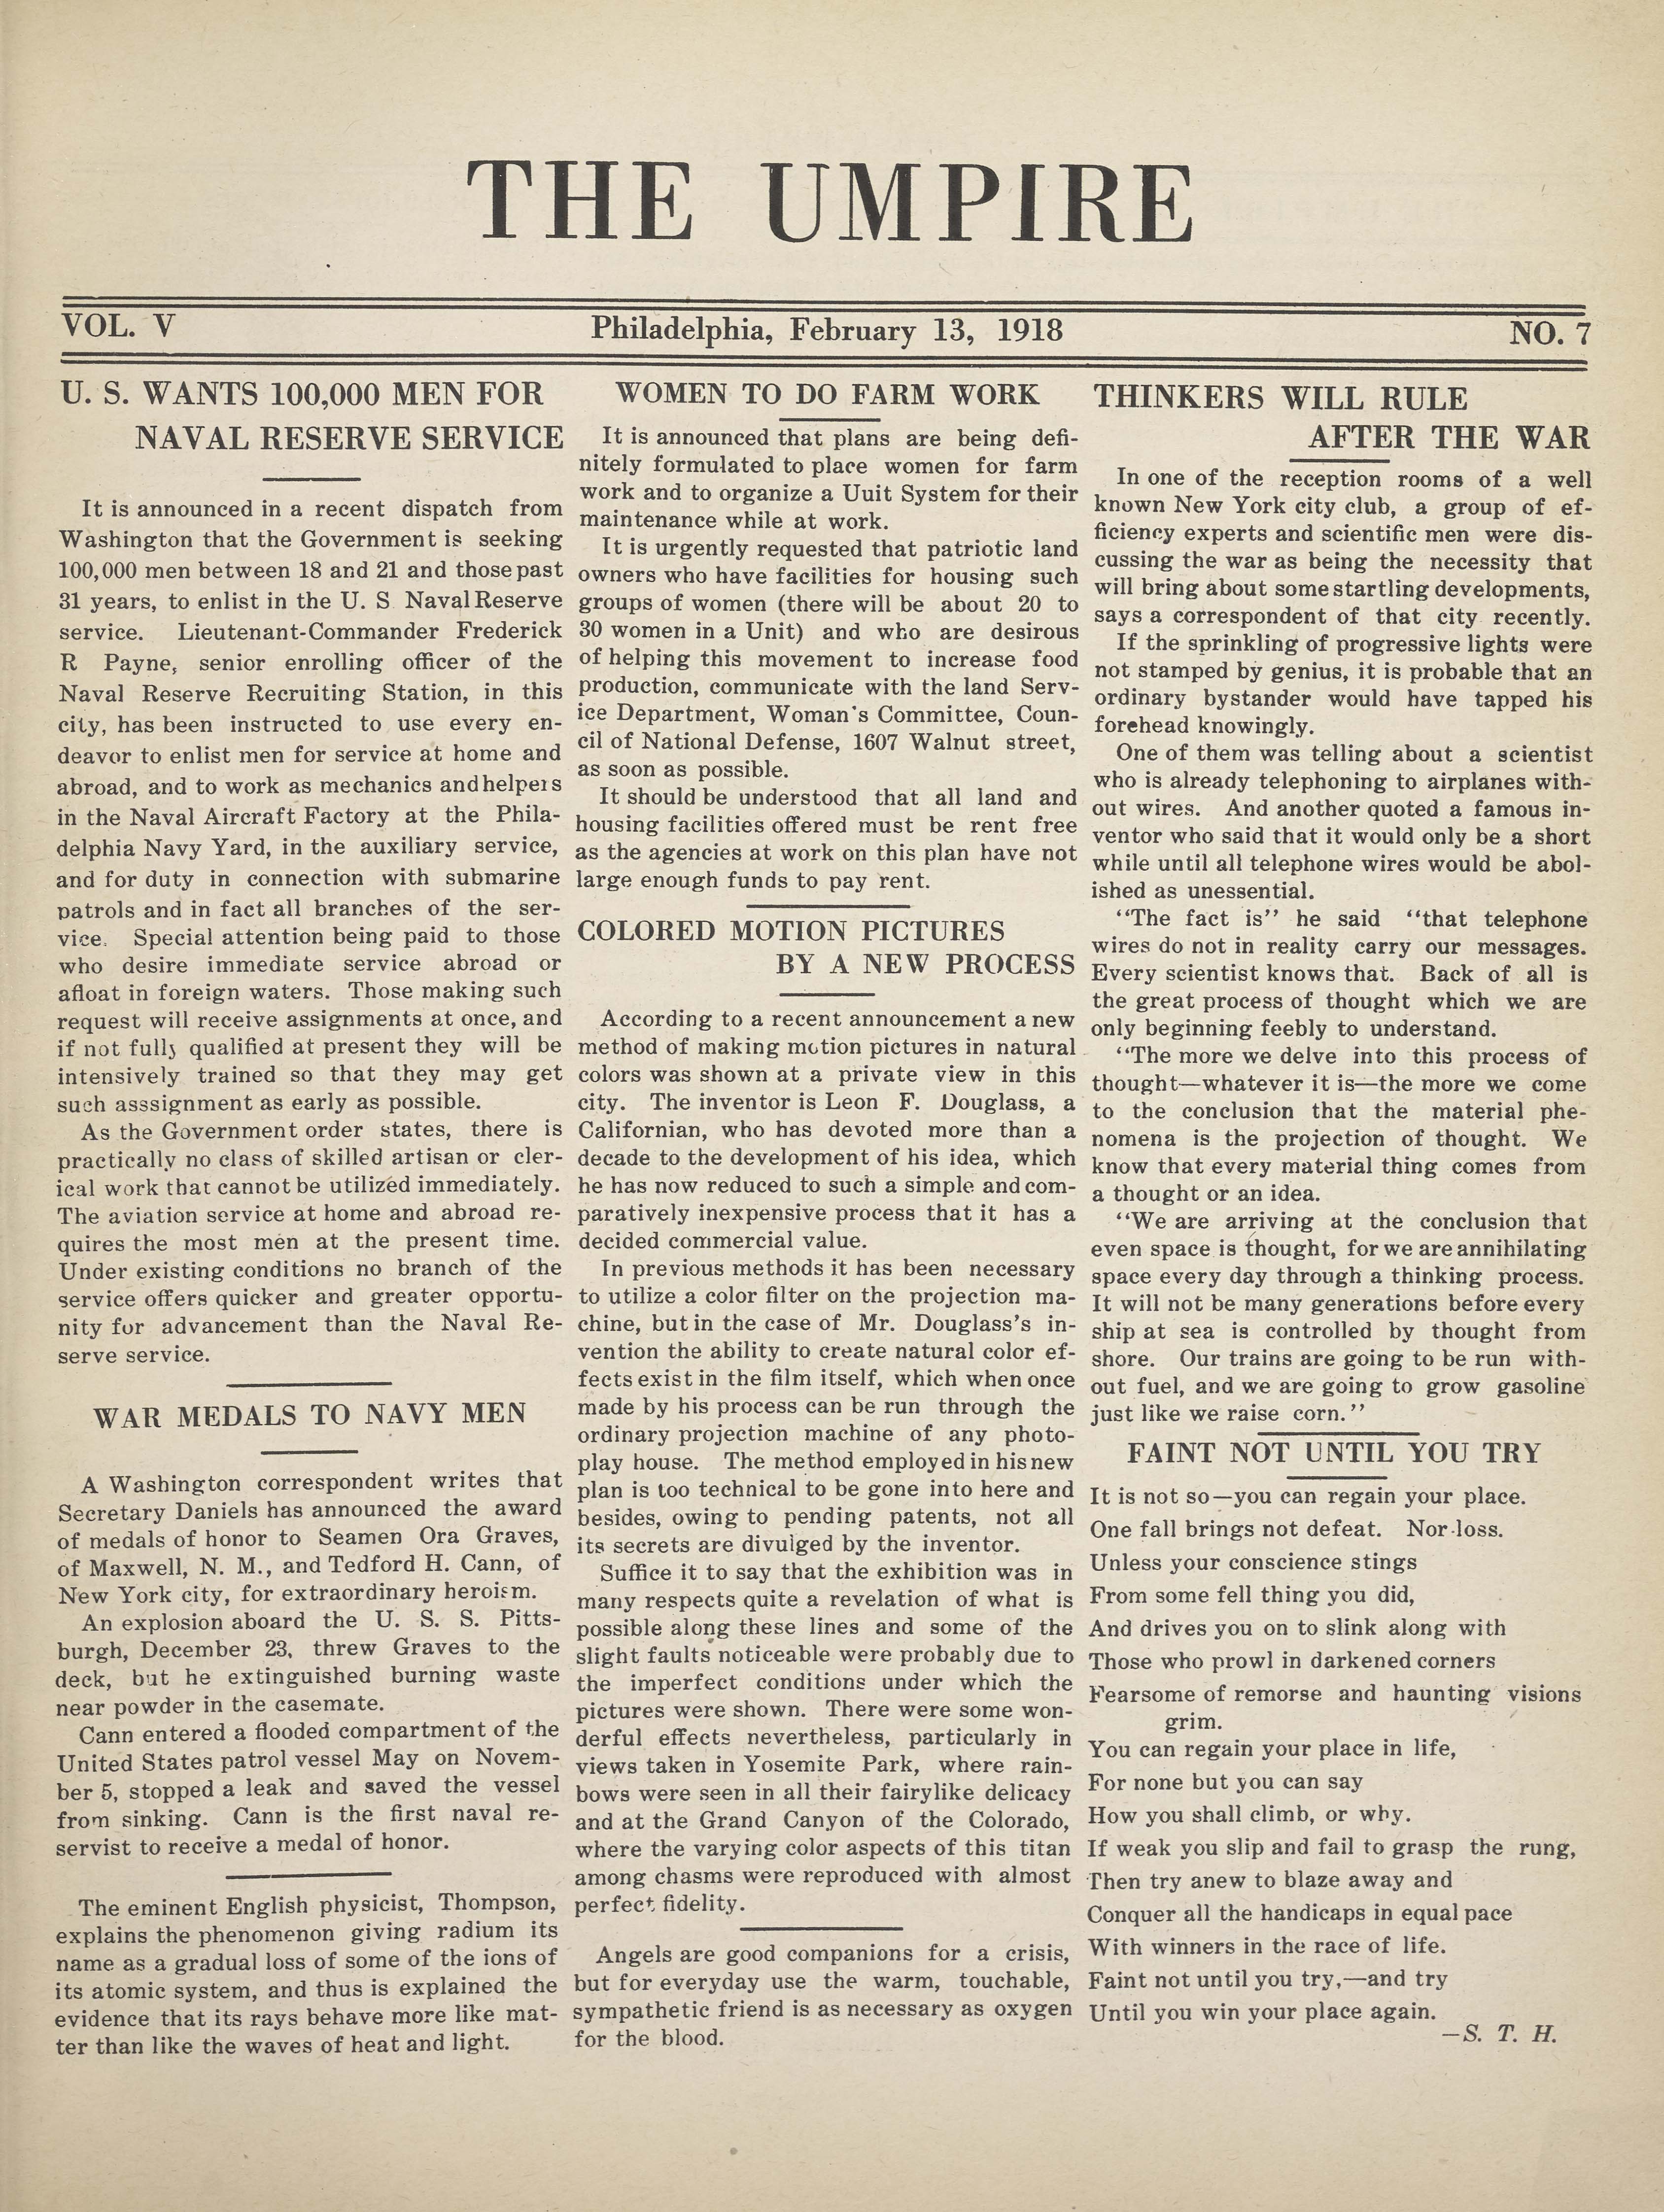 THE UMPIRE
VOL. V
Philadelphia, February 13, 1918
NO. 7
U. S. WANTS 100,000 MEN FOR
NAVAL RESERVE SERVICE
It is announced in a recent dispatch from
Washington that the Government is seeking
100,000 men between 18 and 21 and those past
31 years, to enlist in the U. S Naval Reserve
service. Lieutenant-Commander Frederick
R Payne, senior enrolling officer of the
Naval Reserve Recruiting Station, in this
city, has been instructed to use every en-
deavor to enlist men for service at home and
abroad, and to work as mechanics and helpers
in the Naval Aircraft Factory at the Phila-
delphia Navy Yard, in the auxiliary service,
and for duty in connection with submarine
patrols and in fact all branches of the ser-
vice. Special attention being paid to those
who desire immediate service abroad or
afloat in foreign waters. Those making such
request will receive assignments at once, and
if not fully qualified at present they will be
intensively trained so that they may get
such asssignment as early as possible.
As the Government order states, there is
practically no class of skilled artisan or cler-
ical work that cannot be utilized immediately.
The aviation service at home and abroad re-
quires the most men at the present time.
Under existing conditions no branch of the
service offers quicker and greater opportu-
nity for advancement than the Naval Re-
serve service.
WAR MEDALS TO NAVY MEN
A Washington correspondent writes that
Secretary Daniels has announced the award
of medals of honor to Seamen Ora Graves,
of Maxwell, N. M., and Tedford H. Cann, of
New York city, for extraordinary heroism.
An explosion aboard the U. S. S. Pitts-
burgh, December 23, threw Graves to the
deck, but he extinguished burning waste
near powder in the casemate.
Cann entered a flooded compartment of the
United States patrol vessel May on Novem-
ber 5, stopped a leak and saved the vessel
from sinking. Cann is the first naval re-
servist to receive a medal of honor.
The eminent English physicist, Thompson,
explains the phenomenon giving radium its
name as a gradual loss of some of the ions of
its atomic system, and thus is explained the
evidence that its rays behave more like mat-
ter than like the waves of heat and light.
WOMEN TO DO FARM WORK
It is announced that plans are being defi-
nitely formulated to place women for farm
work and to organize a Uuit System for their
maintenance while at work.
It is urgently requested that patriotic land
owners who have facilities for housing such
groups of women (there will be about 20 to
30 women in a Unit) and who are desirous
of helping this movement to increase food
production, communicate with the land Serv-
ice Department, Woman's Committee, Coun-
cil of National Defense, 1607 Walnut street,
as soon as possible.
It should be understood that all land and
housing facilities offered must be rent free
as the agencies at work on this plan have not
large enough funds to pay rent.
COLORED MOTION PICTURES
BY A NEW PROCESS
According to a recent announcement a new
method of making motion pictures in natural
colors was shown at a private view in this
city. The inventor is Leon F. Douglass, a
Californian, who has devoted more than a
decade to the development of his idea, which
he has now reduced to such a simple and com-
paratively inexpensive process that it has a
decided commercial value.
In previous methods it has been necessary
to utilize a color filter on the projection ma-
chine, but in the case of Mr. Douglass's in-
vention the ability to create natural color ef-
fects exist in the film itself, which when once
made by his process can be run through the
ordinary projection machine of any photo-
play house. The method employed in his new
plan is too technical to be gone into here and
besides, owing to pending patents, not all
its secrets are divulged by the inventor.
Suffice it to say that the exhibition was in
many respects quite a revelation of what is
possible along these lines and some of the
slight faults noticeable were probably due to
the imperfect conditions under which the
pictures were shown. There were some won-
derful effects nevertheless, particularly in
views taken in Yosemite Park, where rain-
bows were seen in all their fairylike delicacy
and at the Grand Canyon of the Colorado,
where the varying color aspects of this titan
among chasms were reproduced with almost
perfect fidelity.
Angels are good companions for a crisis,
but for everyday use the warm, touchable,
sympathetic friend is as necessary as oxygen
for the blood.
THINKERS WILL RULE
AFTER THE WAR
In one of the reception rooms of a well
known New York city club, a group of ef-
ficiency experts and scientific men were dis-
cussing the war as being the necessity that
will bring about some startling developments,
says a correspondent of that city recently.
If the sprinkling of progressive lights were
not stamped by genius, it is probable that an
ordinary bystander would have tapped his
forehead knowingly.
One of them was telling about a scientist
who is already telephoning to airplanes with-
out wires. And another quoted a famous in-
ventor who said that it would only be a short
while until all telephone wires would be abol-
ished as unessential.
"The fact is" he said "that telephone
wires do not in reality carry our messages.
Every scientist knows that. Back of all is
the great process of thought which we are
only beginning feebly to understand.
"The more we delve into this process of
thought—whatever it is—the more we come
to the conclusion that the material phe-
nomena is the projection of thought. We
know that every material thing comes from
a thought or an idea.
"We are arriving at the conclusion that
even space is thought, for we are annihilating
space every day through a thinking process.
It will not be many generations before every
ship at sea is controlled by thought from
shore. Our trains are going to be run with-
out fuel, and we are going to grow gasoline
just like we raise corn."
FAINT NOT UNTIL YOU TRY
It is not so—you can regain your place.
One fall brings not defeat. Nor loss.
Unless your conscience stings
From some fell thing you did,
And drives you on to slink along with
Those who prowl in darkened corners
Fearsome of remorse and haunting visions
grim.
You can regain your place in life,
For none but you can say
How you shall climb, or why.
If weak you slip and fail to grasp the rung,
Then try anew to blaze away and
Conquer all the handicaps in equal pace
With winners in the race of life.
Faint not until you try,—and try
Until you win your place again.
—S. T. H.